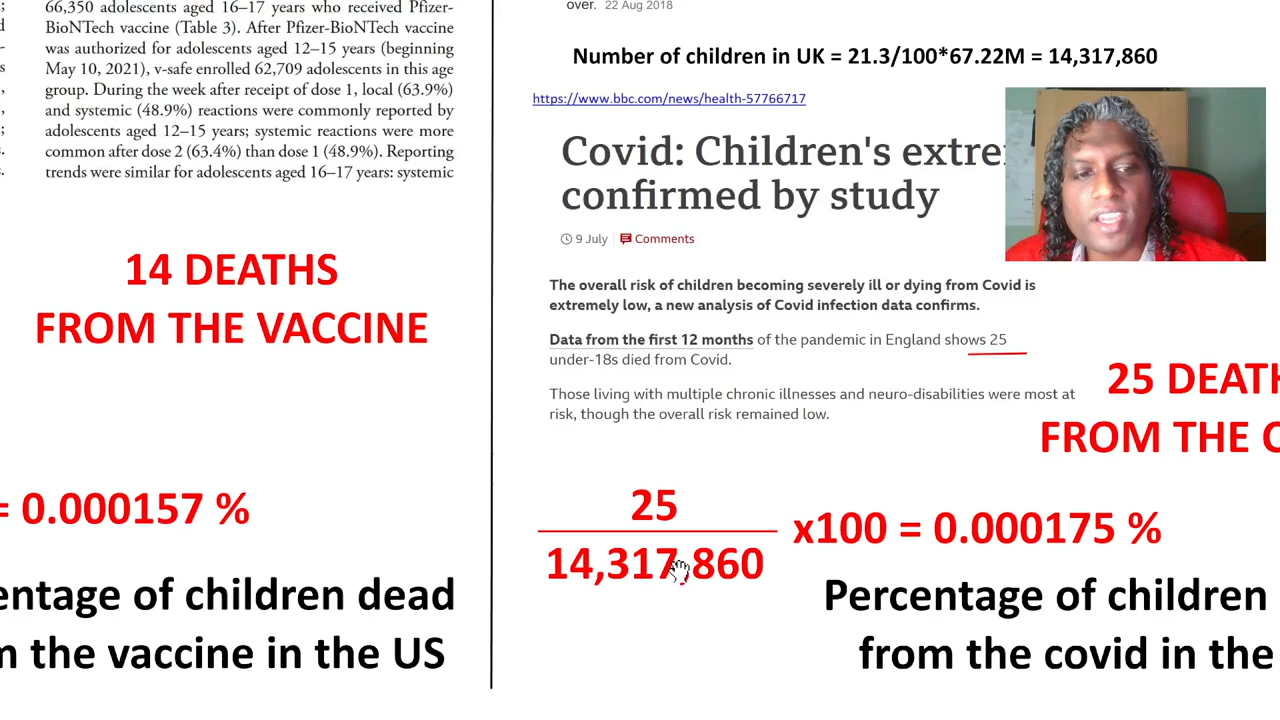 66,350 adolescents aged 16–17 years who received Pfizer-
BioNTech vaccine (Table 3). After Pfizer-BioNTech vaccine
was authorized for adolescents aged 12–15 years (beginning
May 10, 2021), v-safe enrolled 62,709 adolescents in this age
group. During the week after receipt of dose 1, local (63.9%)
and systemic (48.9%) reactions were commonly reported by
adolescents aged 12–15 years; systemic reactions were more
common after dose 2 (63.4%) than dose 1 (48.9%). Reporting
trends were similar for adolescents aged 16–17 years: systemic
14 DEATHS
FROM THE VACCINE
= 0.000157 %
entage of children dead
m the vaccine in the US
over. 22 Aug 2018
Number of children in UK = 21.3/100*67.22M = 14,317,860
https://www.bbc.com/news/health-57766717
Covid: Children's extre
confirmed by study
9 July | Comments
The overall risk of children becoming severely ill or dying from Covid is
extremely low, a new analysis of Covid infection data confirms.
Data from the first 12 months of the pandemic in England shows 25
under-18s died from Covid.
Those living with multiple chronic illnesses and neuro-disabilities were most at
risk, though the overall risk remained low.
25 DEATH
FROM THE C
25
14,317,860
x100 = 0.000175 %
Percentage of children
from the covid in the